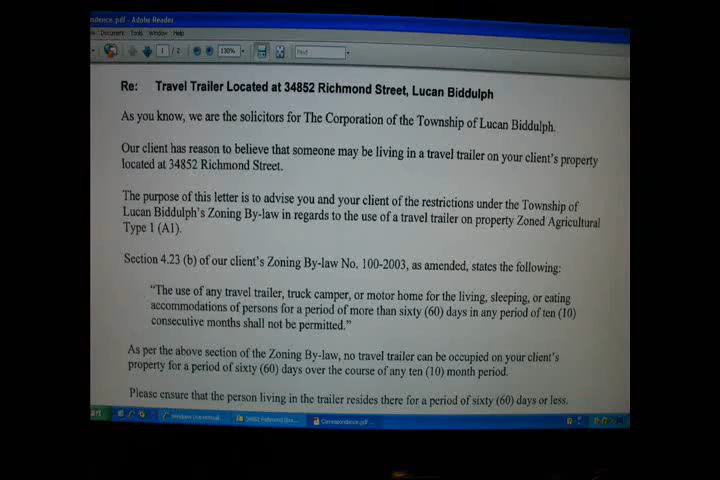 ndence.pdf - Adobe Reader
Document Tools Window Help
1 / 2 130% Find
Re: Travel Trailer Located at 34852 Richmond Street, Lucan Biddulph
As you know, we are the solicitors for The Corporation of the Township of Lucan Biddulph.
Our client has reason to believe that someone may be living in a travel trailer on your client's property
located at 34852 Richmond Street.
The purpose of this letter is to advise you and your client of the restrictions under the Township of
Lucan Biddulph's Zoning By-law in regards to the use of a travel trailer on property Zoned Agricultural
Type 1 (A1).
Section 4.23 (b) of our client's Zoning By-law No. 100-2003, as amended, states the following:
"The use of any travel trailer, truck camper, or motor home for the living, sleeping, or eating
accommodations of persons for a period of more than sixty (60) days in any period of ten (10)
consecutive months shall not be permitted."
As per the above section of the Zoning By-law, no travel trailer can be occupied on your client's
property for a period of sixty (60) days over the course of any ten (10) month period.
Please ensure that the person living in the trailer resides there for a period of sixty (60) days or less.
34852 Richmond Stre... Correspondence.pdf ...